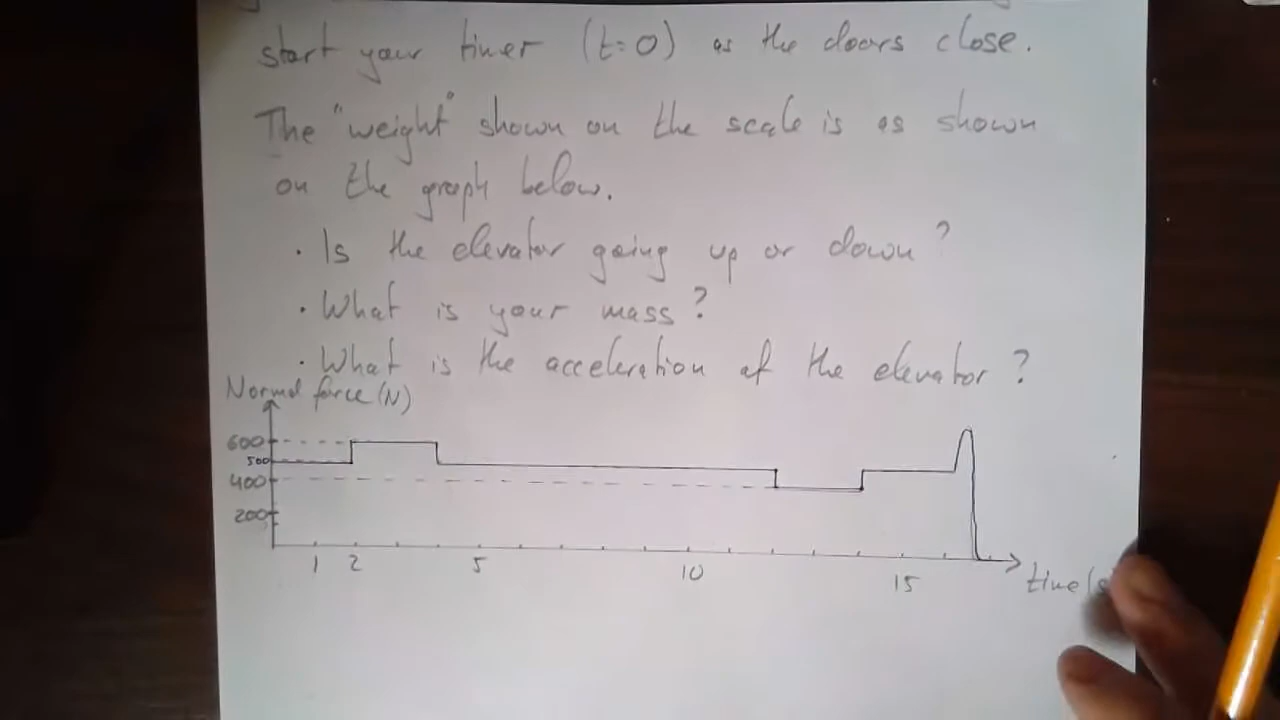 start your timer (t=0) as the doors close.
The "weight" shown on the scale is as shown
on the graph below.
· Is the elevator going up or down?
· What is your mass?
· What is the acceleration of the elevator?
Normal force (N)
600
500
400
200
1 2 5 10 15 time (s